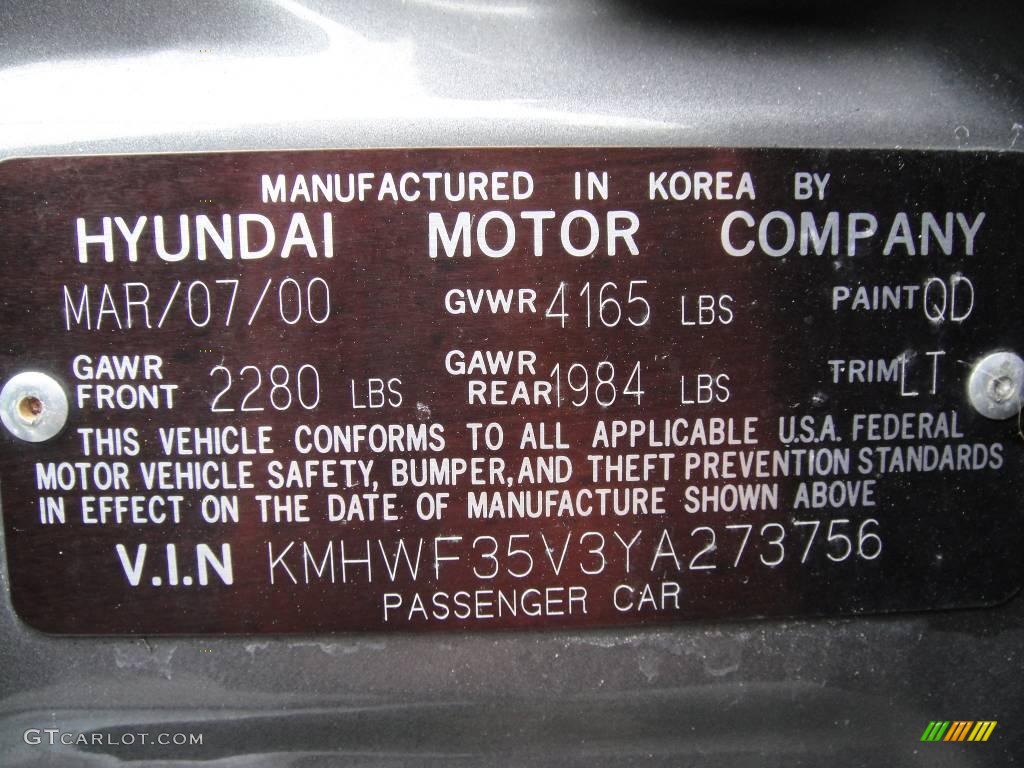 MANUFACTURED IN KOREA BY
HYUNDAI MOTOR COMPANY
MAR/07/00 GVWR 4165 LBS PAINT QD
GAWR FRONT 2280 LBS GAWR REAR 1984 LBS TRIM LT
THIS VEHICLE CONFORMS TO ALL APPLICABLE U.S.A. FEDERAL
MOTOR VEHICLE SAFETY, BUMPER, AND THEFT PREVENTION STANDARDS
IN EFFECT ON THE DATE OF MANUFACTURE SHOWN ABOVE
V.I.N KMHWF35V3YA273756
PASSENGER CAR
GTCARLOT.COM